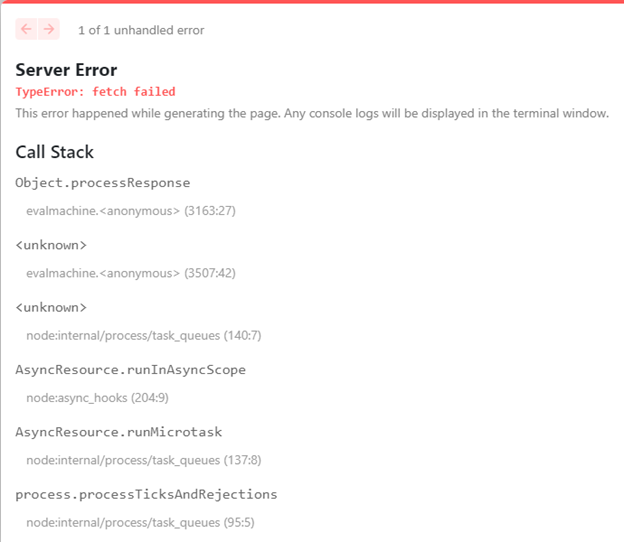 1 of 1 unhandled error
Server Error
TypeError: fetch failed
This error happened while generating the page. Any console logs will be displayed in the terminal window.
Call Stack
Object.processResponse
evalmachine.<anonymous> (3163:27)
<unknown>
evalmachine.<anonymous> (3507:42)
<unknown>
node:internal/process/task_queues (140:7)
AsyncResource.runInAsyncScope
node:async_hooks (204:9)
AsyncResource.runMicrotask
node:internal/process/task_queues (137:8)
process.processTicksAndRejections
node:internal/process/task_queues (95:5)